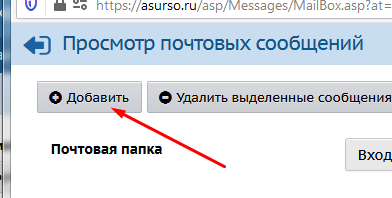 https://asurso.ru/asp/Messages/MailBox.asp?at=
Просмотр почтовых сообщений
Добавить Удалить выделенные сообщения
Почтовая папка Вход